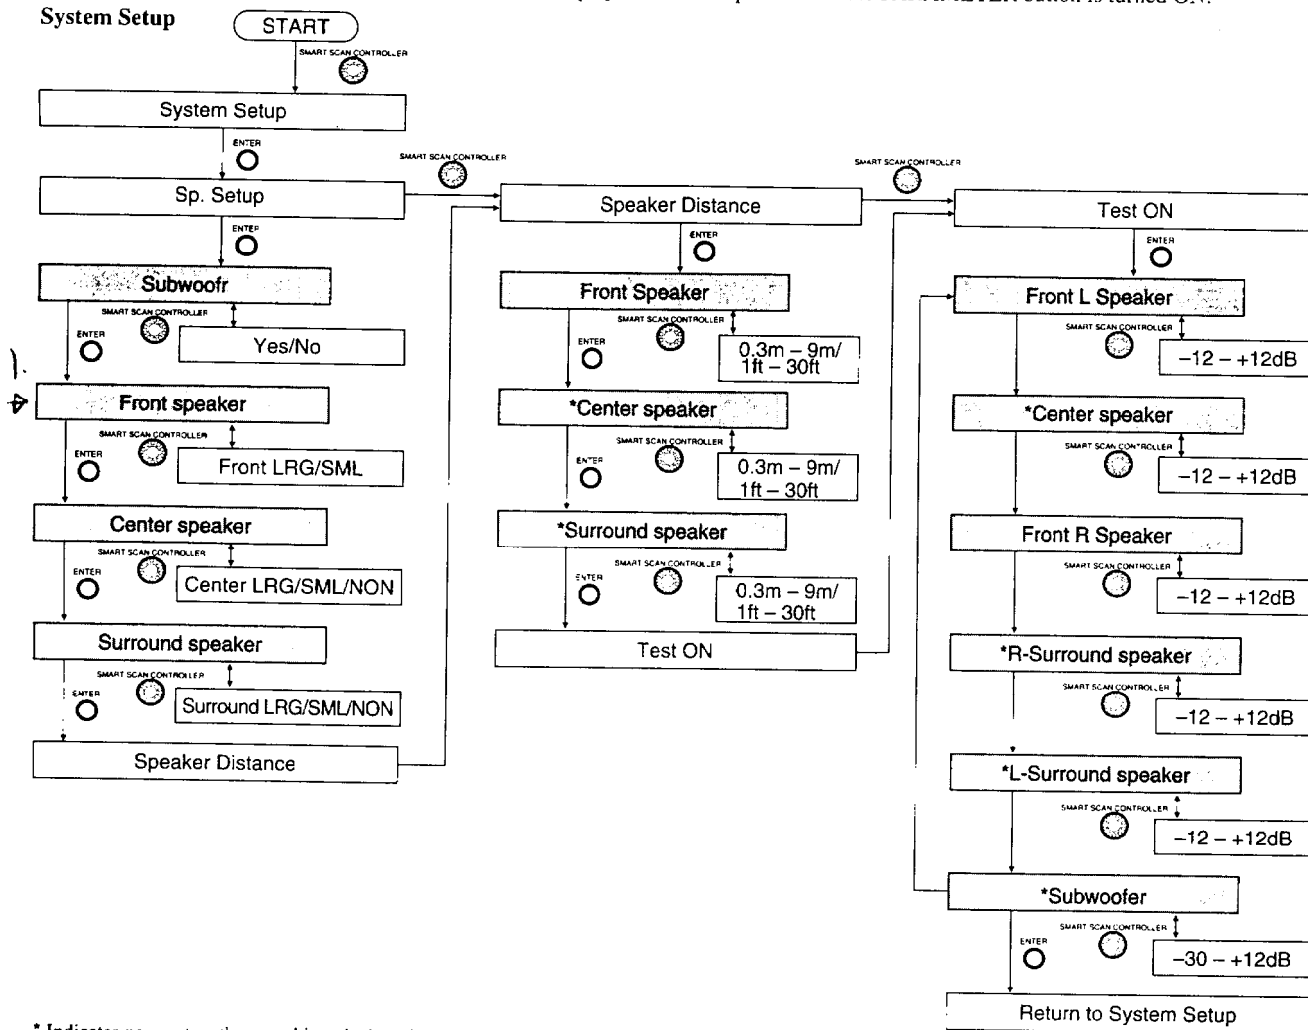 button is turned ON.
System Setup
START
SMART SCAN CONTROLLER
System Setup
ENTER
Sp. Setup
SMART SCAN CONTROLLER
ENTER
Subwoofr
SMART SCAN CONTROLLER
ENTER
Yes/No
1.
Front speaker
SMART SCAN CONTROLLER
ENTER
Front LRG/SML
Center speaker
SMART SCAN CONTROLLER
ENTER
Center LRG/SML/NON
Surround speaker
SMART SCAN CONTROLLER
ENTER
Surround LRG/SML/NON
Speaker Distance
Speaker Distance
SMART SCAN CONTROLLER
ENTER
Front Speaker
SMART SCAN CONTROLLER
ENTER
0.3m – 9m/
1ft – 30ft
*Center speaker
SMART SCAN CONTROLLER
ENTER
0.3m – 9m/
1ft – 30ft
*Surround speaker
SMART SCAN CONTROLLER
ENTER
0.3m – 9m/
1ft – 30ft
Test ON
Test ON
ENTER
Front L Speaker
SMART SCAN CONTROLLER
–12 – +12dB
*Center speaker
SMART SCAN CONTROLLER
–12 – +12dB
Front R Speaker
SMART SCAN CONTROLLER
–12 – +12dB
*R-Surround speaker
SMART SCAN CONTROLLER
–12 – +12dB
*L-Surround speaker
SMART SCAN CONTROLLER
–12 – +12dB
*Subwoofer
SMART SCAN CONTROLLER
ENTER
–30 – +12dB
Return to System Setup